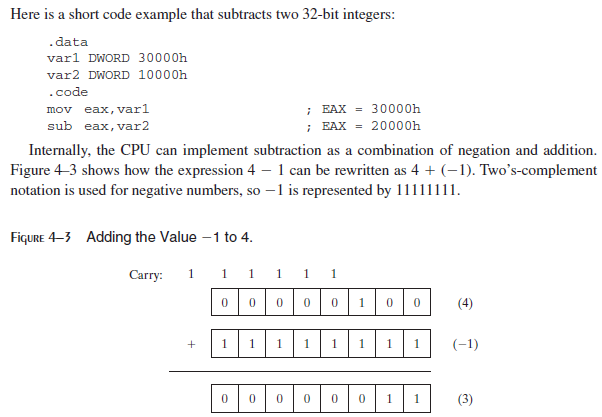 Here is a short code example that subtracts two 32-bit integers:
.data
var1 DWORD 30000h
var2 DWORD 10000h
.code
mov eax,var1 ; EAX = 30000h
sub eax,var2 ; EAX = 20000h
Internally, the CPU can implement subtraction as a combination of negation and addition.
Figure 4–3 shows how the expression 4 − 1 can be rewritten as 4 + (−1). Two's-complement
notation is used for negative numbers, so −1 is represented by 11111111.
FIGURE 4–3 Adding the Value −1 to 4.
Carry: 1 1 1 1 1 1
0 0 0 0 0 1 0 0 (4)
+ 1 1 1 1 1 1 1 1 (−1)
0 0 0 0 0 0 1 1 (3)